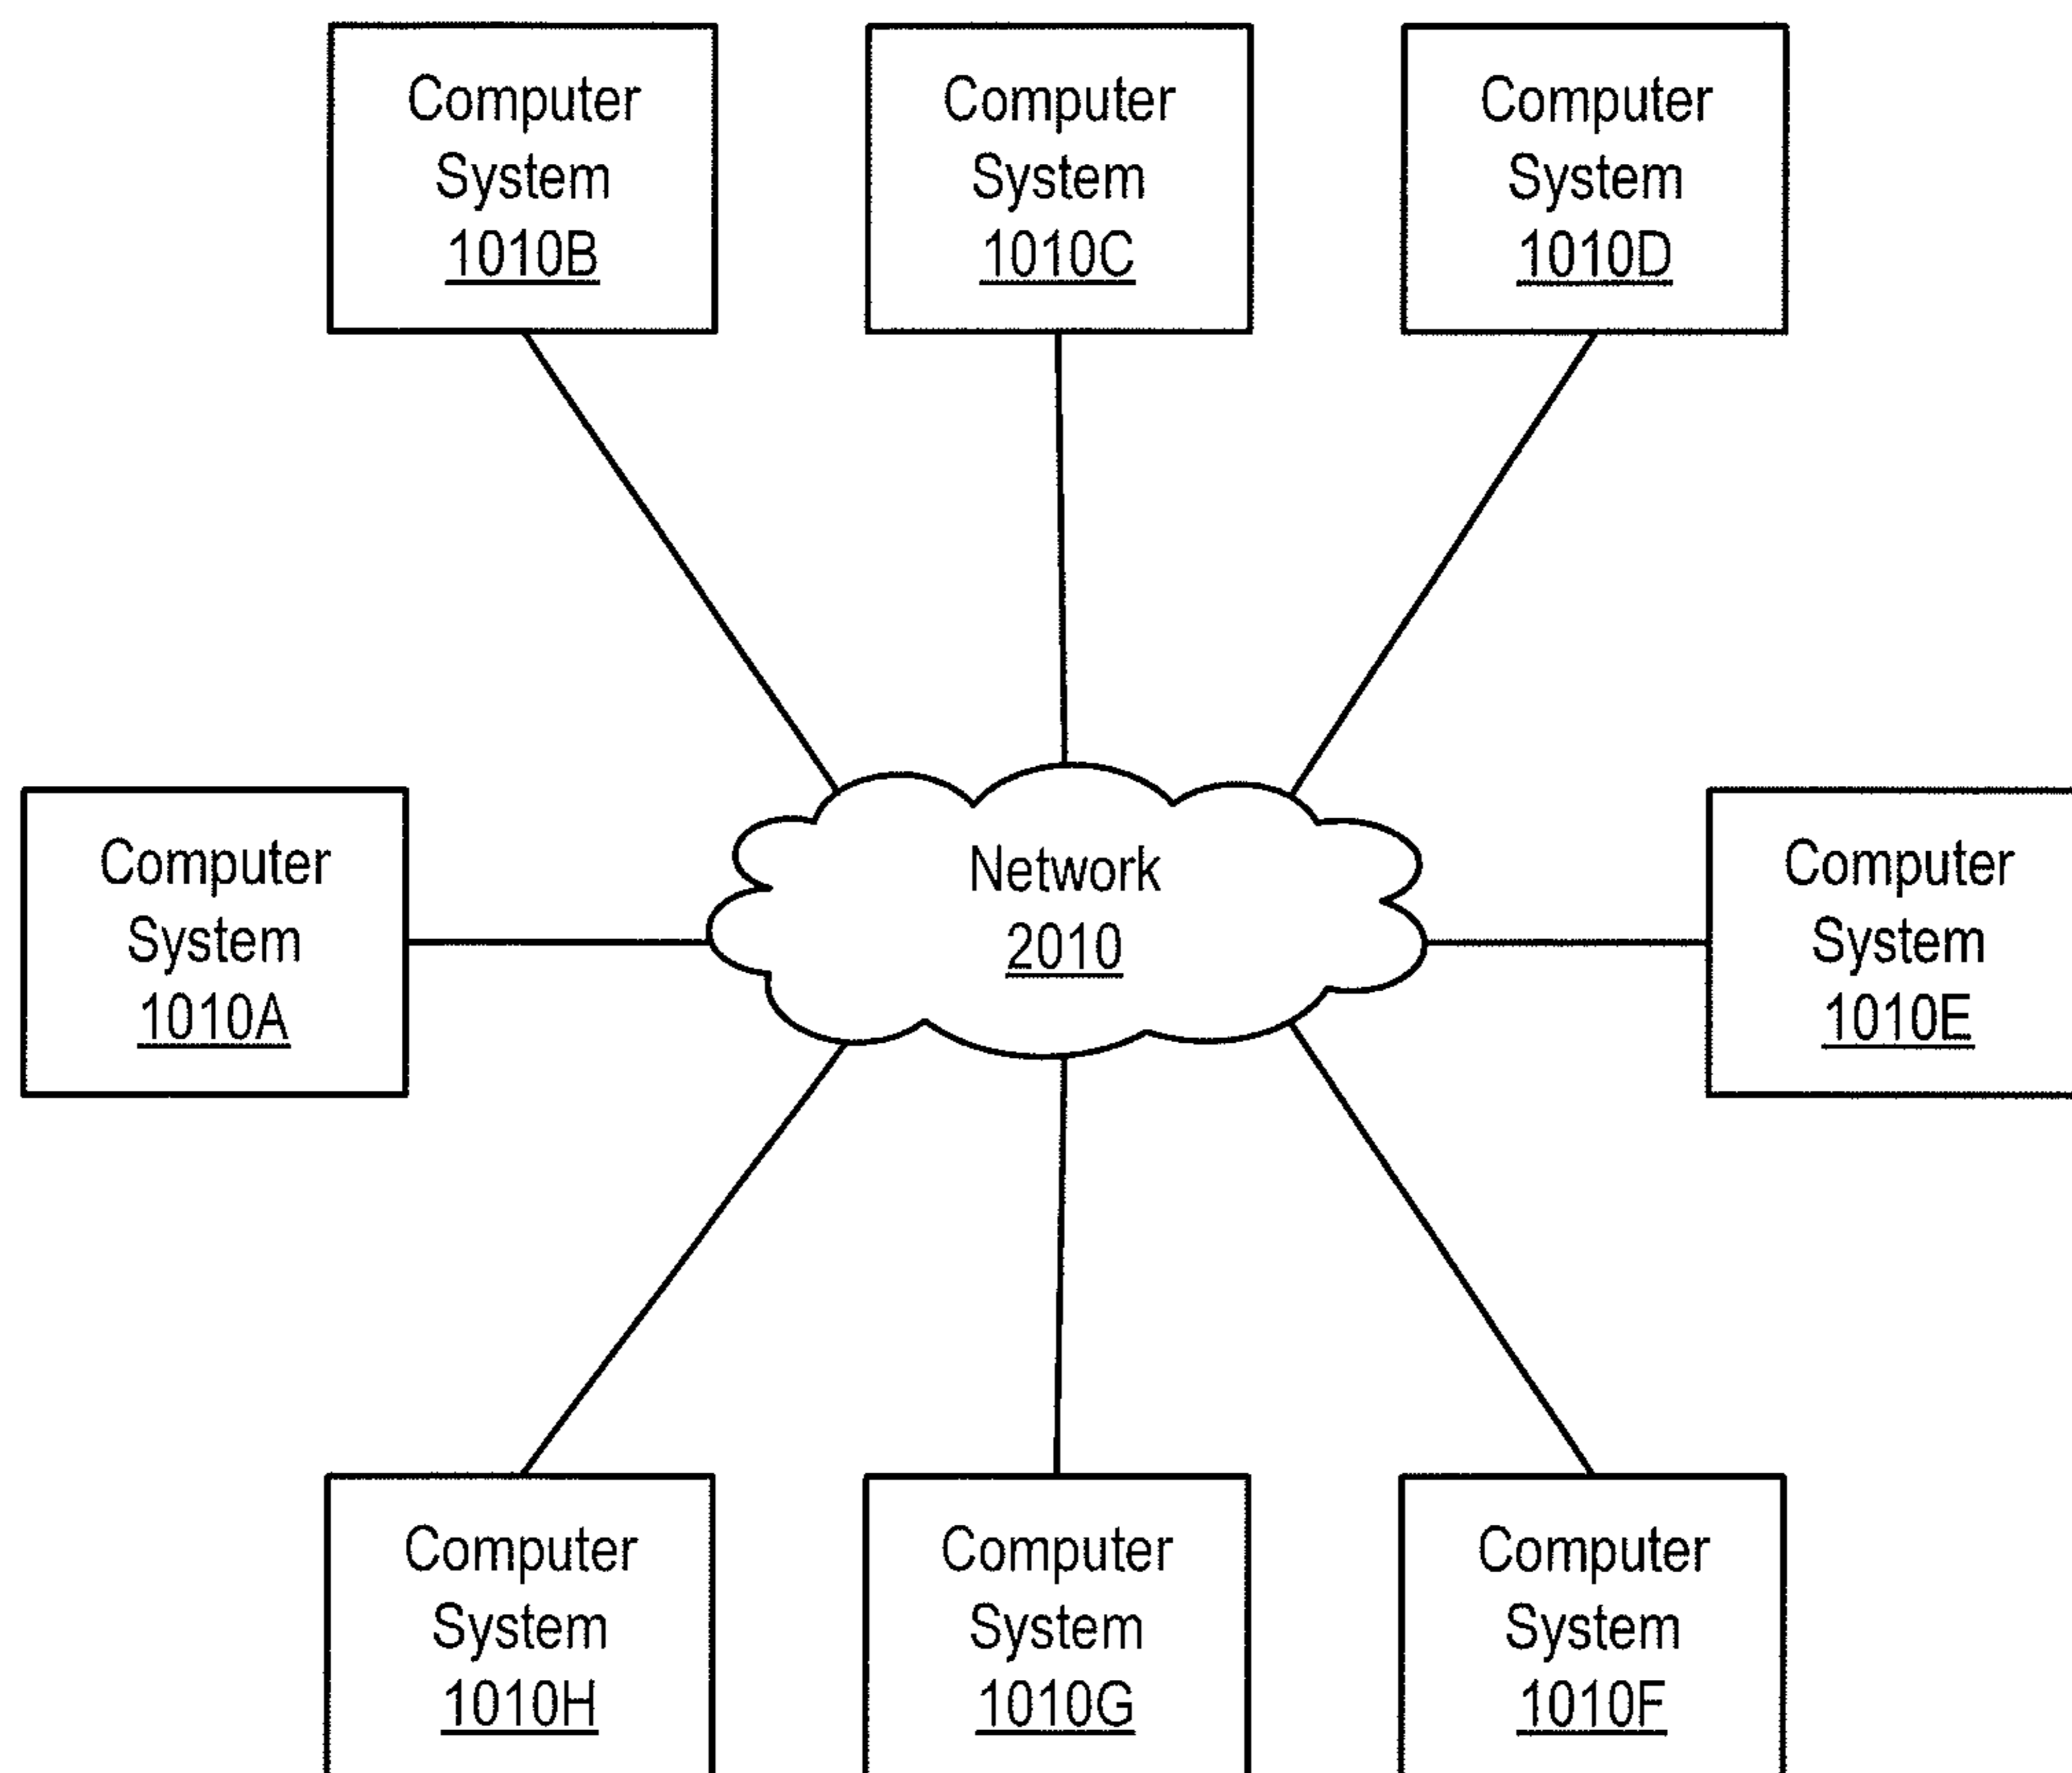 Computer
System
1010B
Computer
System
1010C
Computer
System
1010D
Computer
System
1010A
Network
2010
Computer
System
1010E
Computer
System
1010H
Computer
System
1010G
Computer
System
1010F